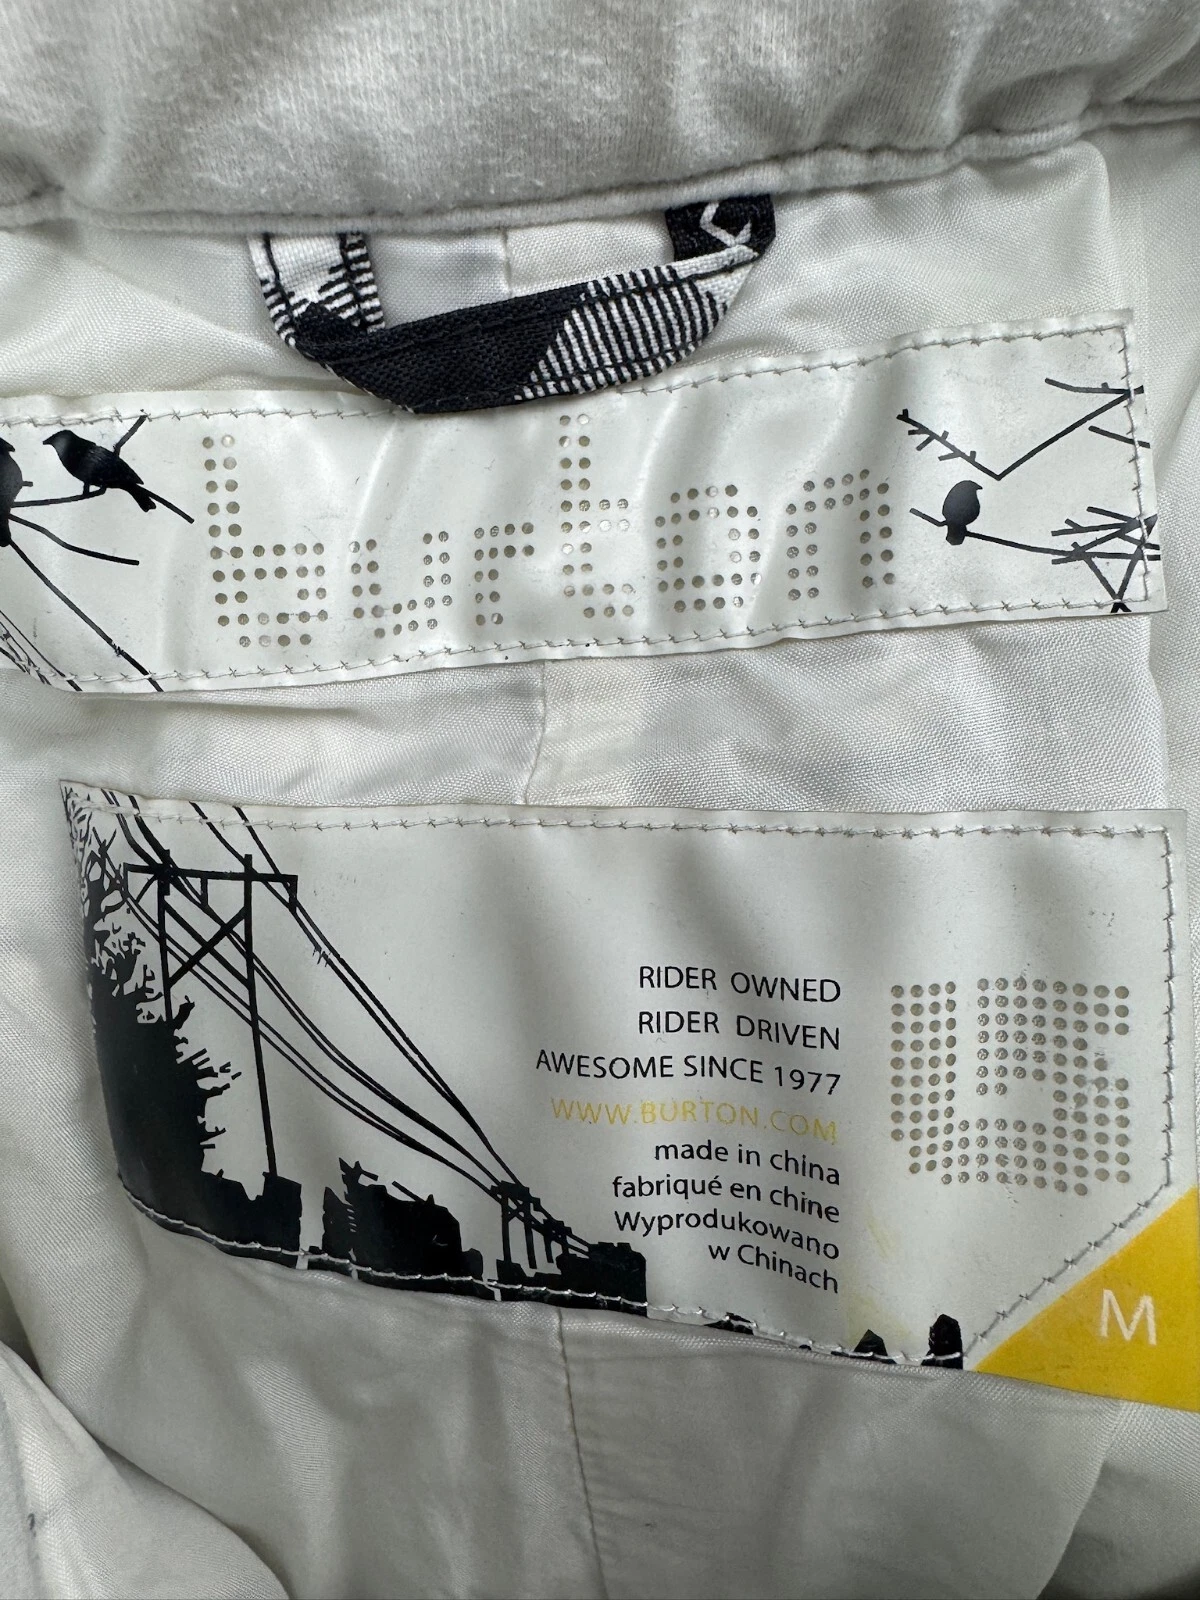 burton
RIDER OWNED
RIDER DRIVEN
AWESOME SINCE 1977
WWW.BURTON.COM
made in china
fabriqué en chine
Wyprodukowano
w Chinach
M